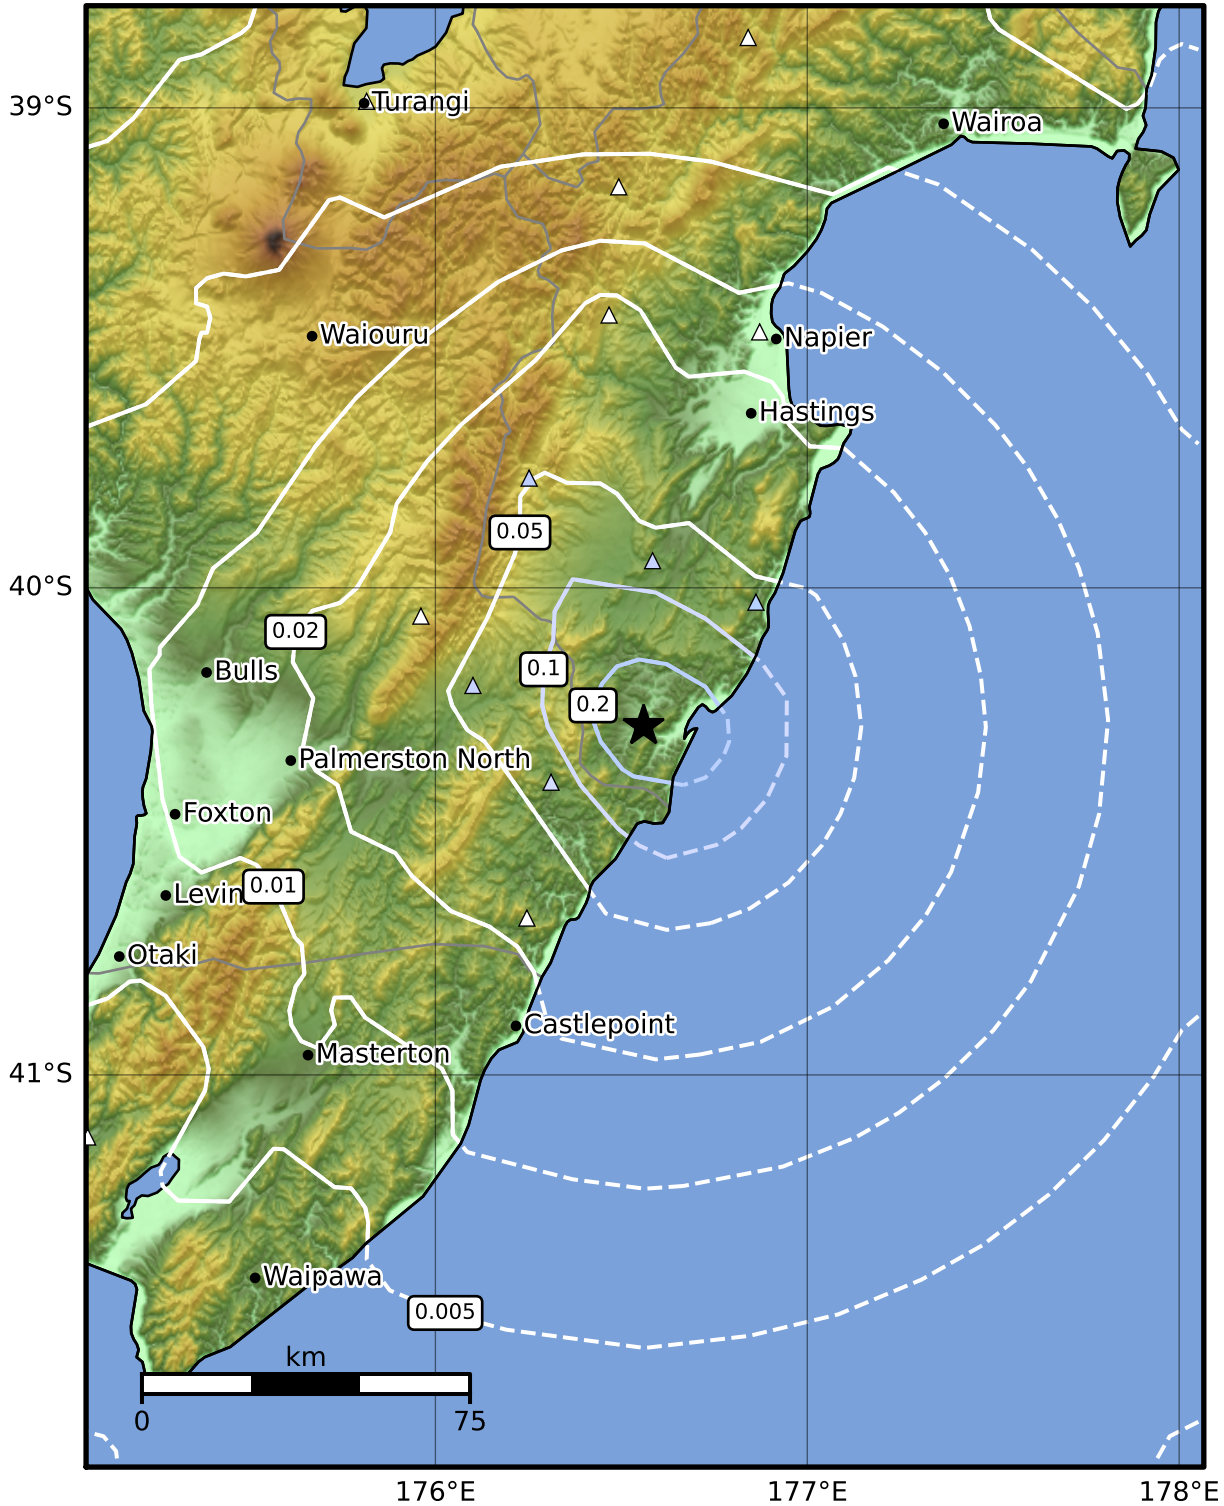 39°S
Turangi
Wairoa
Waiouru
Napier
Hastings
0.05
40°S
0.02
Bulls
0.1
0.2
Palmerston North
Foxton
Levin
0.01
Otaki
Castlepoint
Masterton
41°S
Waipawa
0.005
km
0
75
176°E
177°E
178°E